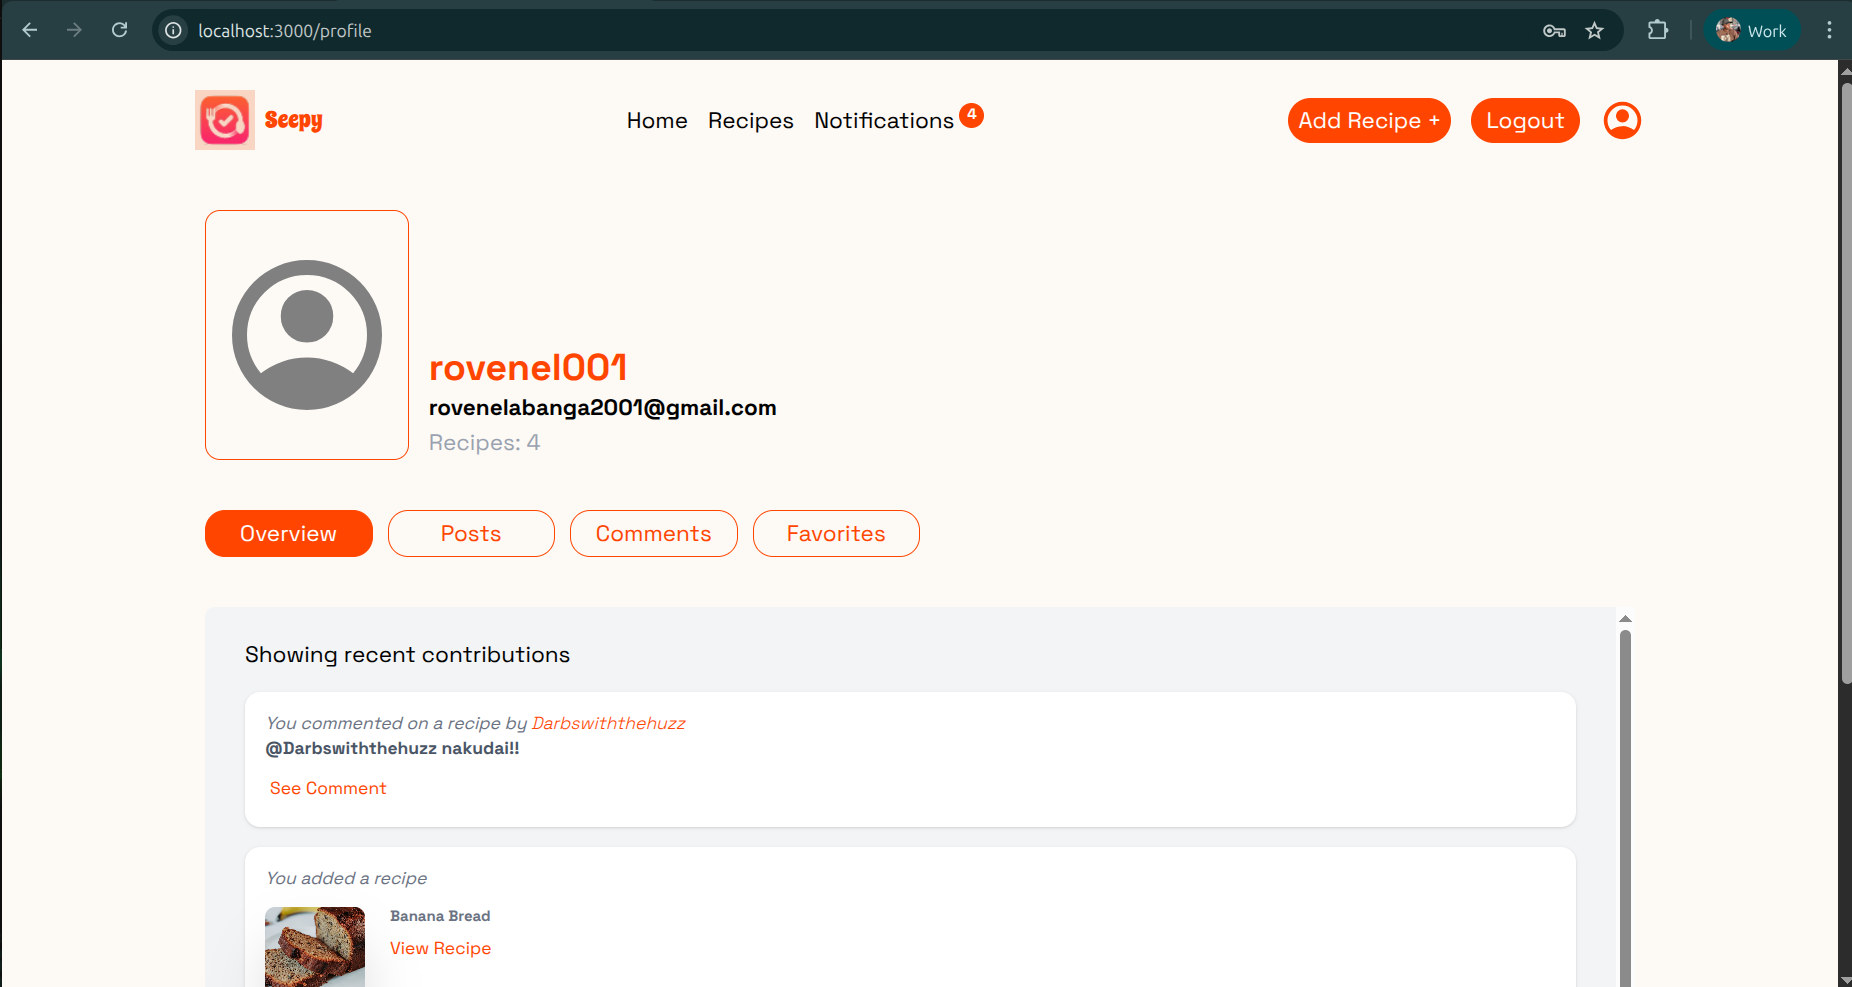 localhost:3000/profile
Work
Seepy
Home Recipes Notifications 4
Add Recipe + Logout
rovenel001
rovenelabanga2001@gmail.com
Recipes: 4
Overview Posts Comments Favorites
Showing recent contributions
You commented on a recipe by Darbswiththehuzz
@Darbswiththehuzz nakudai!!
See Comment
You added a recipe
Banana Bread
View Recipe